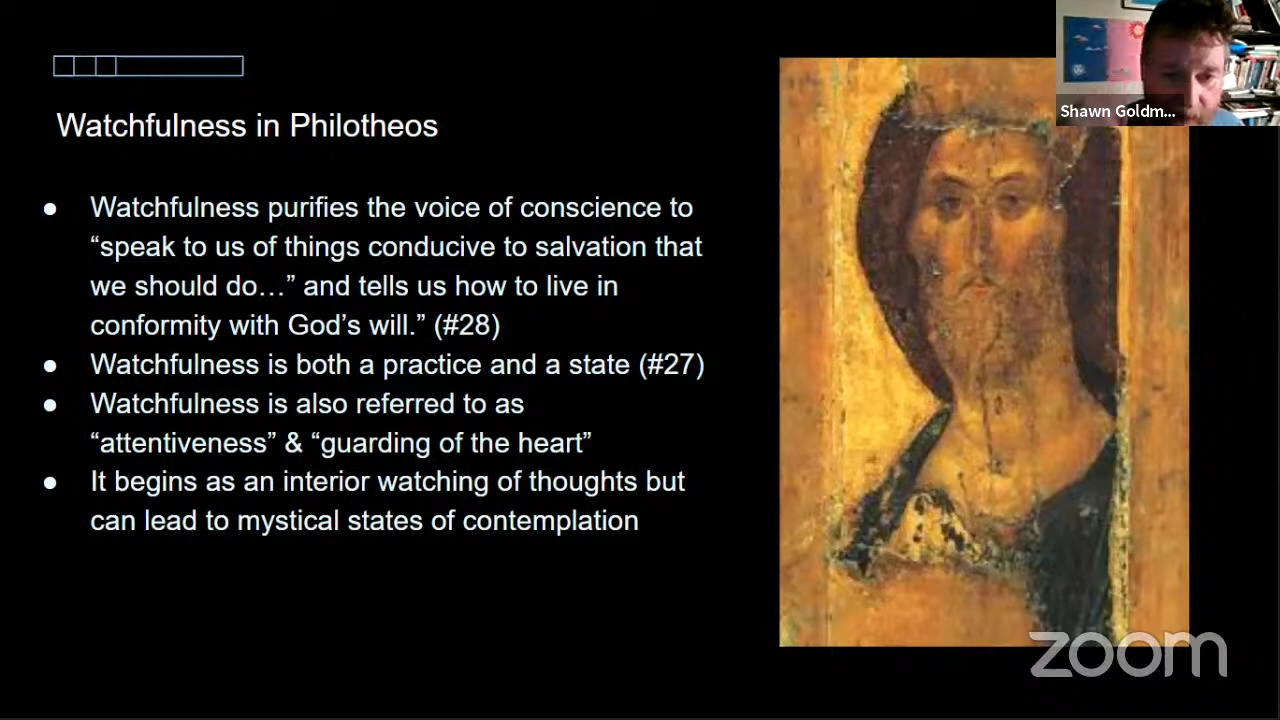 Watchfulness in Philotheos
● Watchfulness purifies the voice of conscience to
“speak to us of things conducive to salvation that
we should do…” and tells us how to live in
conformity with God’s will.” (#28)
● Watchfulness is both a practice and a state (#27)
● Watchfulness is also referred to as
“attentiveness” & “guarding of the heart”
● It begins as an interior watching of thoughts but
can lead to mystical states of contemplation
Shawn Goldm...
zoom